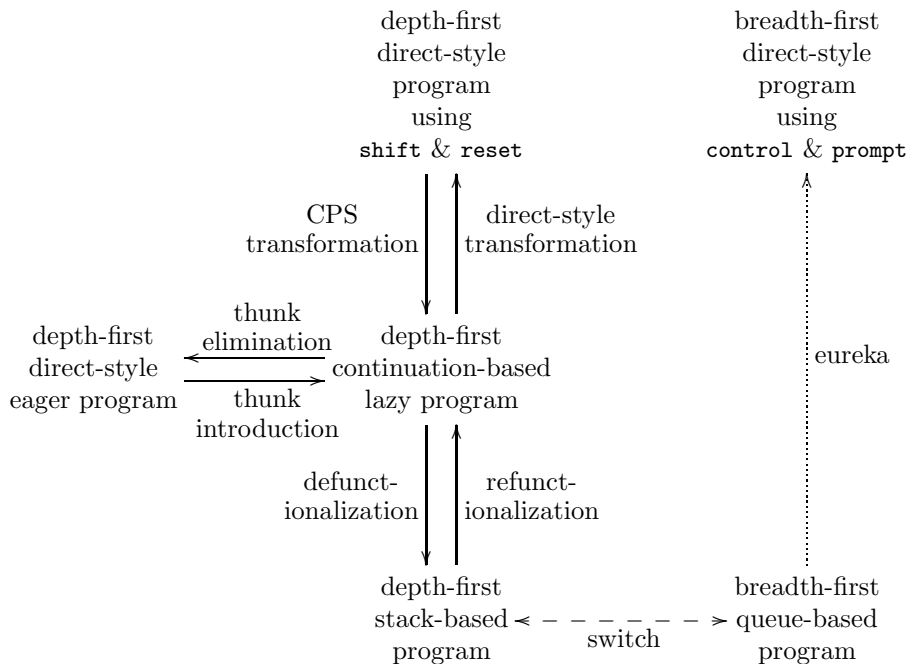 depth-first
direct-style
program
using
shift & reset
breadth-first
direct-style
program
using
control & prompt
CPS
transformation
direct-style
transformation
depth-first
direct-style
eager program
thunk
elimination
thunk
introduction
depth-first
continuation-based
lazy program
eureka
defunct-
ionalization
refunct-
ionalization
depth-first
stack-based
program
switch
breadth-first
queue-based
program